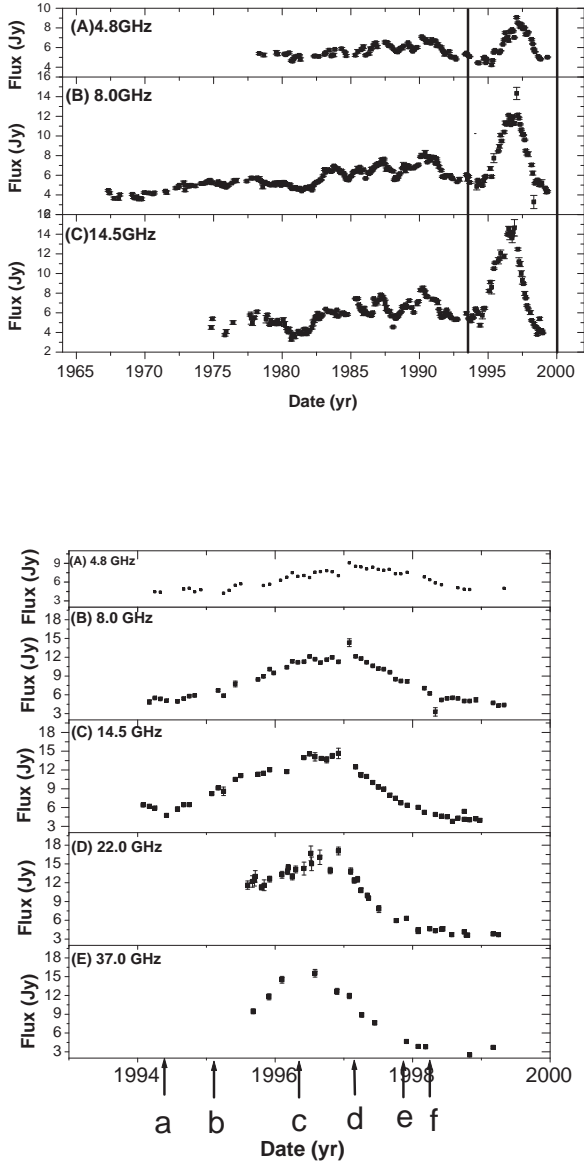 10
(A)4.8GHz
8
6
4
2
Flux (Jy)
16
(B) 8.0GHz
14
12
10
8
6
4
2
Flux (Jy)
(C)14.5GHz
14
12
10
8
6
4
2
Flux (Jy)
1965 1970 1975 1980 1985 1990 1995 2000
Date (yr)
(A) 4.8 GHz
9
6
3
Flux (Jy)
(B) 8.0 GHz
18
15
12
9
6
3
Flux (Jy)
(C) 14.5 GHz
18
15
12
9
6
3
Flux (Jy)
(D) 22.0 GHz
18
15
12
9
6
3
Flux (Jy)
(E) 37.0 GHz
18
15
12
9
6
3
Flux (Jy)
1994 1996 1998 2000
a b c d e f
Date (yr)